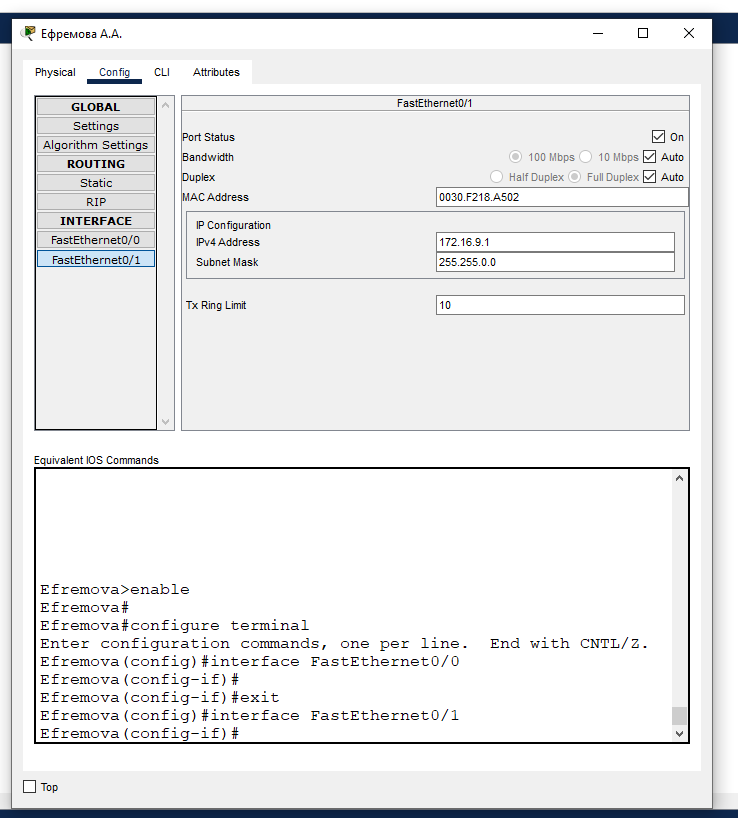 Ефремова А.А.
Physical Config CLI Attributes
GLOBAL
Settings
Algorithm Settings
ROUTING
Static
RIP
INTERFACE
FastEthernet0/0
FastEthernet0/1
FastEthernet0/1
Port Status On
Bandwidth 100 Mbps 10 Mbps Auto
Duplex Half Duplex Full Duplex Auto
MAC Address 0030.F218.A502
IP Configuration
IPv4 Address 172.16.9.1
Subnet Mask 255.255.0.0
Tx Ring Limit 10
Equivalent IOS Commands
Efremova>enable
Efremova#
Efremova#configure terminal
Enter configuration commands, one per line.  End with CNTL/Z.
Efremova(config)#interface FastEthernet0/0
Efremova(config-if)#
Efremova(config-if)#exit
Efremova(config)#interface FastEthernet0/1
Efremova(config-if)#
Top